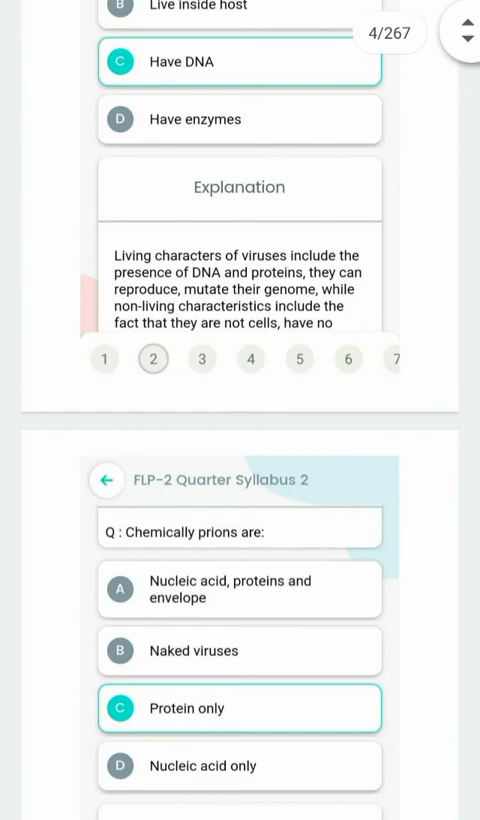 B Live inside host
4/267
C Have DNA
D Have enzymes
Explanation
Living characters of viruses include the
presence of DNA and proteins, they can
reproduce, mutate their genome, while
non-living characteristics include the
fact that they are not cells, have no
1 2 3 4 5 6 7
FLP-2 Quarter Syllabus 2
Q : Chemically prions are:
A Nucleic acid, proteins and
envelope
B Naked viruses
C Protein only
D Nucleic acid only